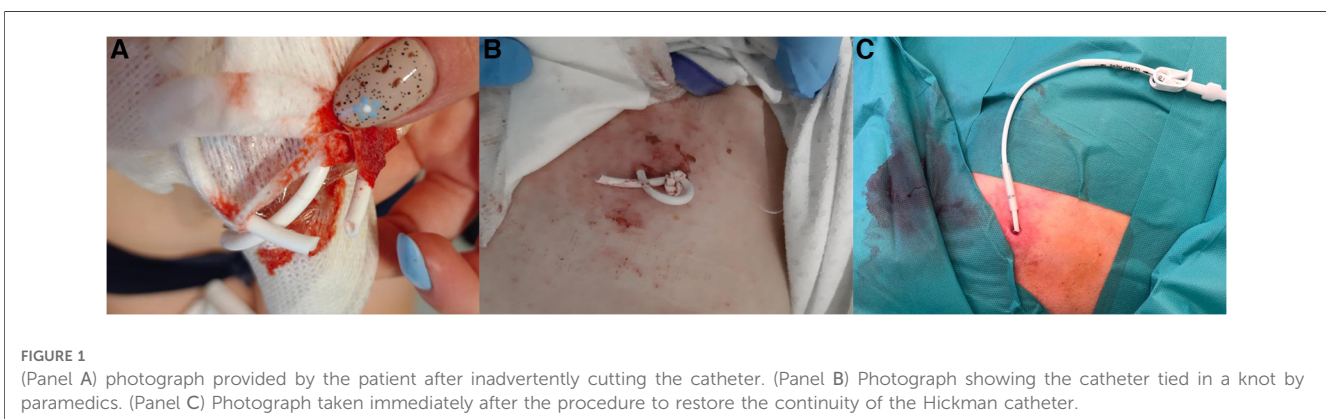 A B C
FIGURE 1
(Panel A) photograph provided by the patient after inadvertently cutting the catheter. (Panel B) Photograph showing the catheter tied in a knot by
paramedics. (Panel C) Photograph taken immediately after the procedure to restore the continuity of the Hickman catheter.